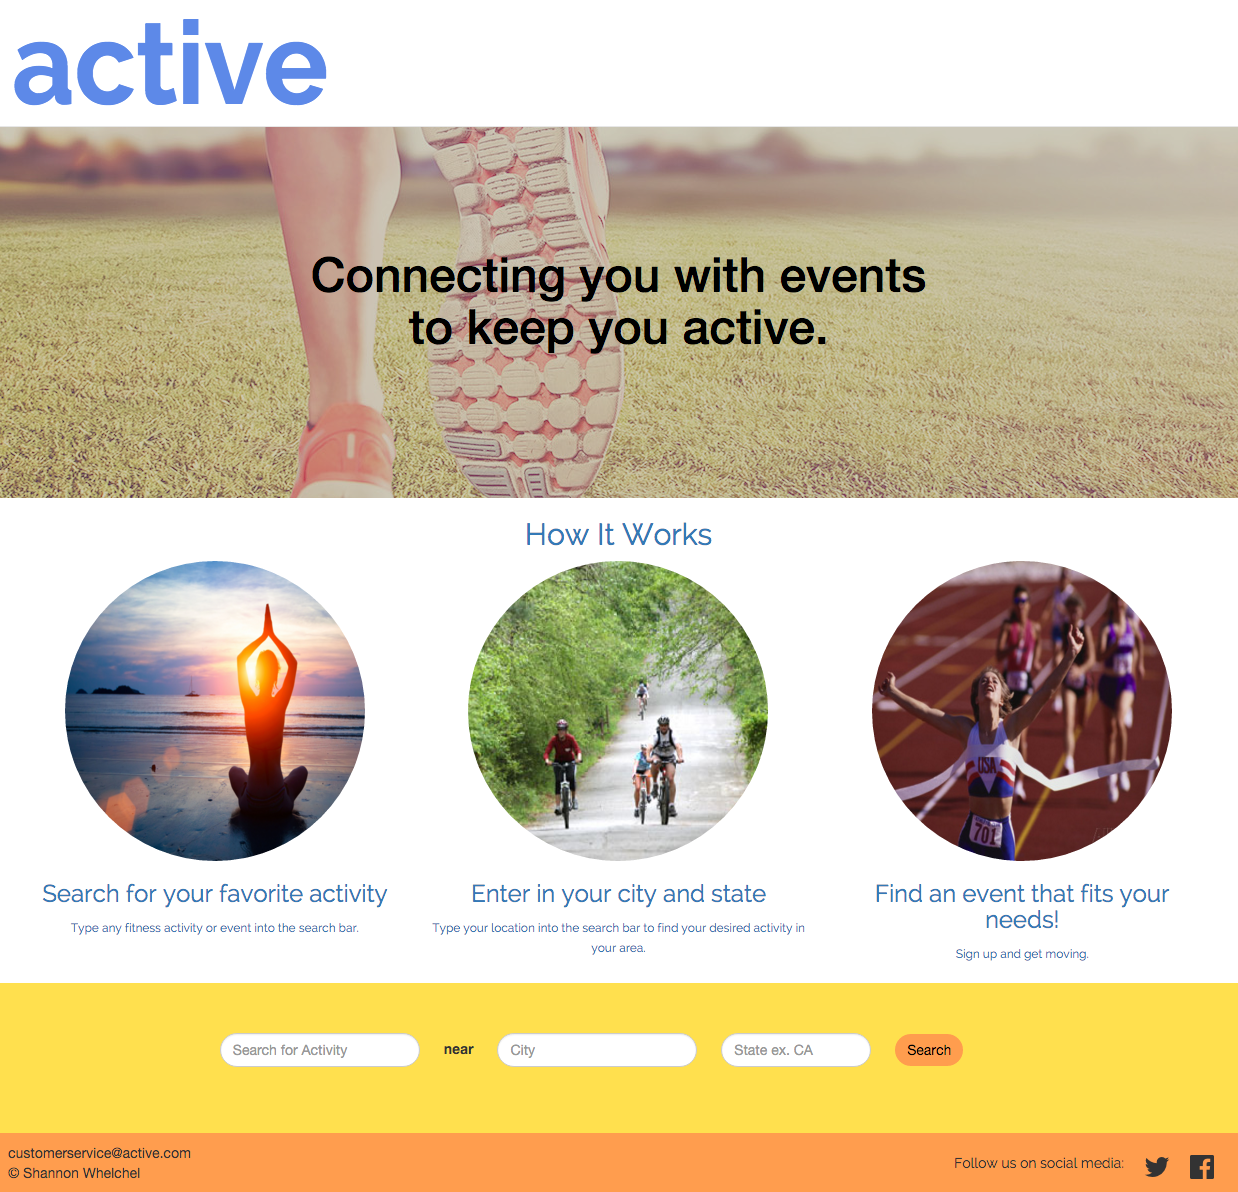 active
Connecting you with events
to keep you active.
How It Works
USA
701
Search for your favorite activity
Type any fitness activity or event into the search bar.
Enter in your city and state
Type your location into the search bar to find your desired activity in
your area.
Find an event that fits your
needs!
Sign up and get moving.
Search for Activity near City State ex. CA Search
customerservice@active.com
© Shannon Whelchel
Follow us on social media: